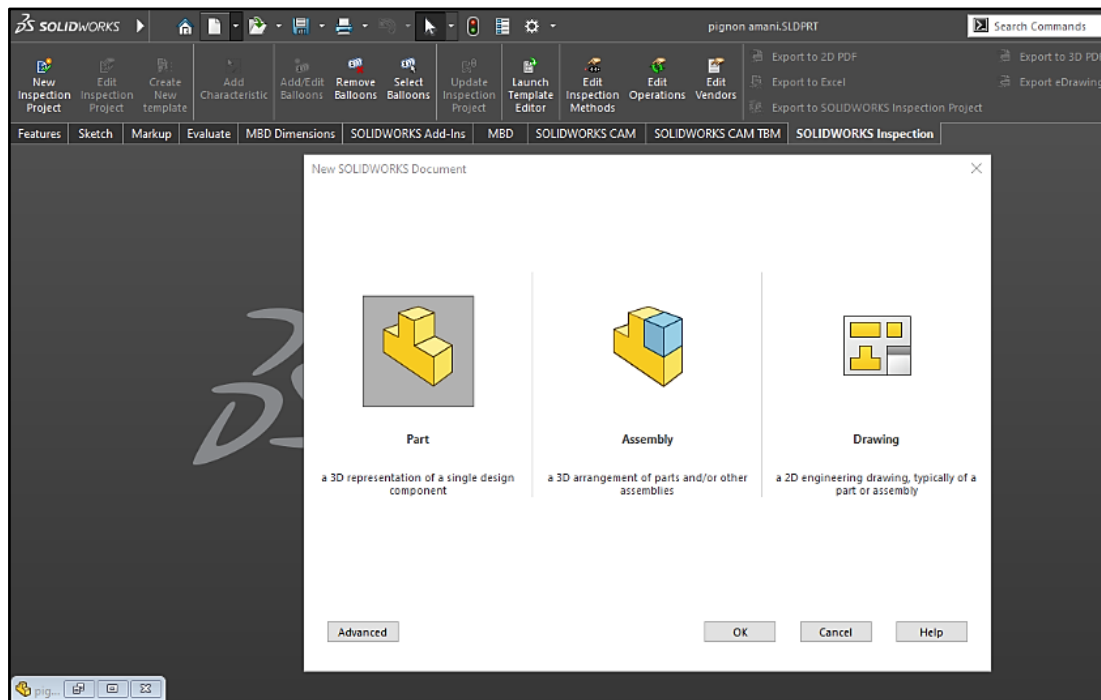 SOLIDWORKS
pignon amani.SLDPRT
Search Commands
New Inspection Project
Edit Inspection Project
Create New template
Add Characteristic
Add/Edit Balloons
Remove Balloons
Select Balloons
Update Inspection Project
Launch Template Editor
Edit Inspection Methods
Edit Operations
Edit Vendors
Export to 2D PDF
Export to Excel
Export to SOLIDWORKS Inspection Project
Export to 3D PDF
Export eDrawing
Features Sketch Markup Evaluate MBD Dimensions SOLIDWORKS Add-Ins MBD SOLIDWORKS CAM SOLIDWORKS CAM TBM SOLIDWORKS Inspection
New SOLIDWORKS Document
Part
a 3D representation of a single design
component
Assembly
a 3D arrangement of parts and/or other
assemblies
Drawing
a 2D engineering drawing, typically of a
part or assembly
Advanced OK Cancel Help
pig...